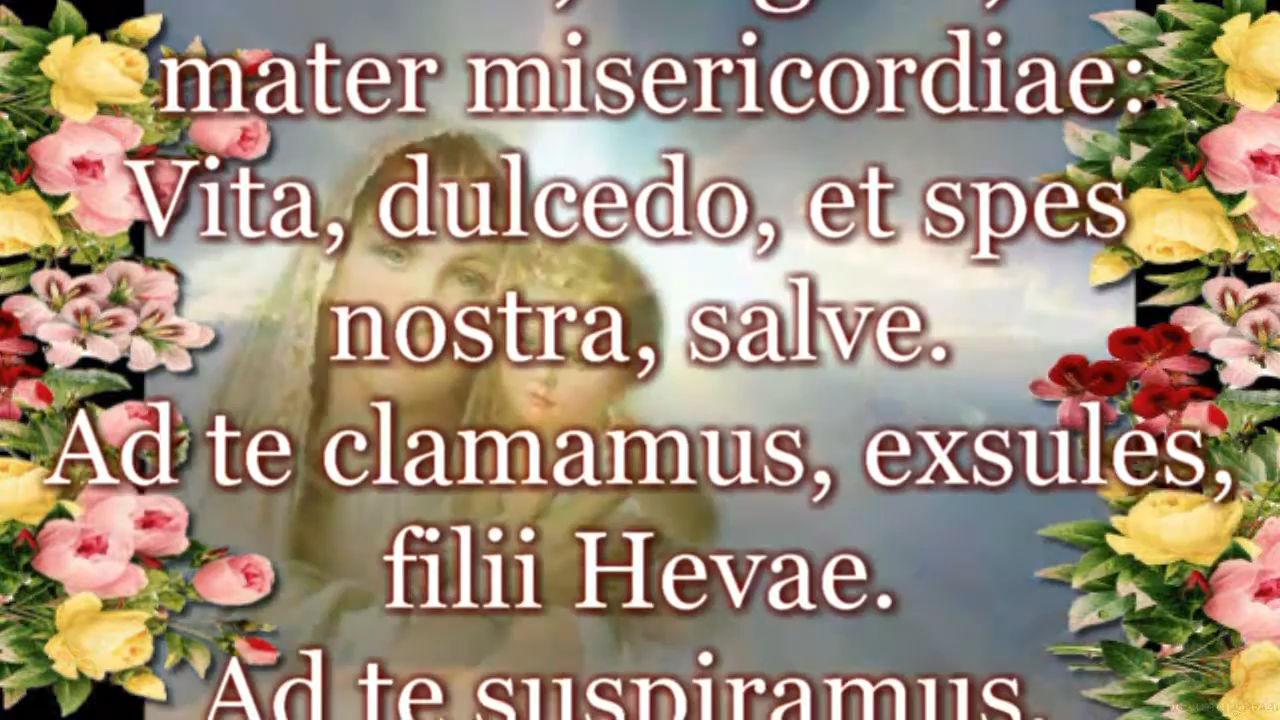 mater misericordiae:
Vita, dulcedo, et spes
nostra, salve.
Ad te clamamus, exsules,
filii Hevae.
Ad te suspiramus,